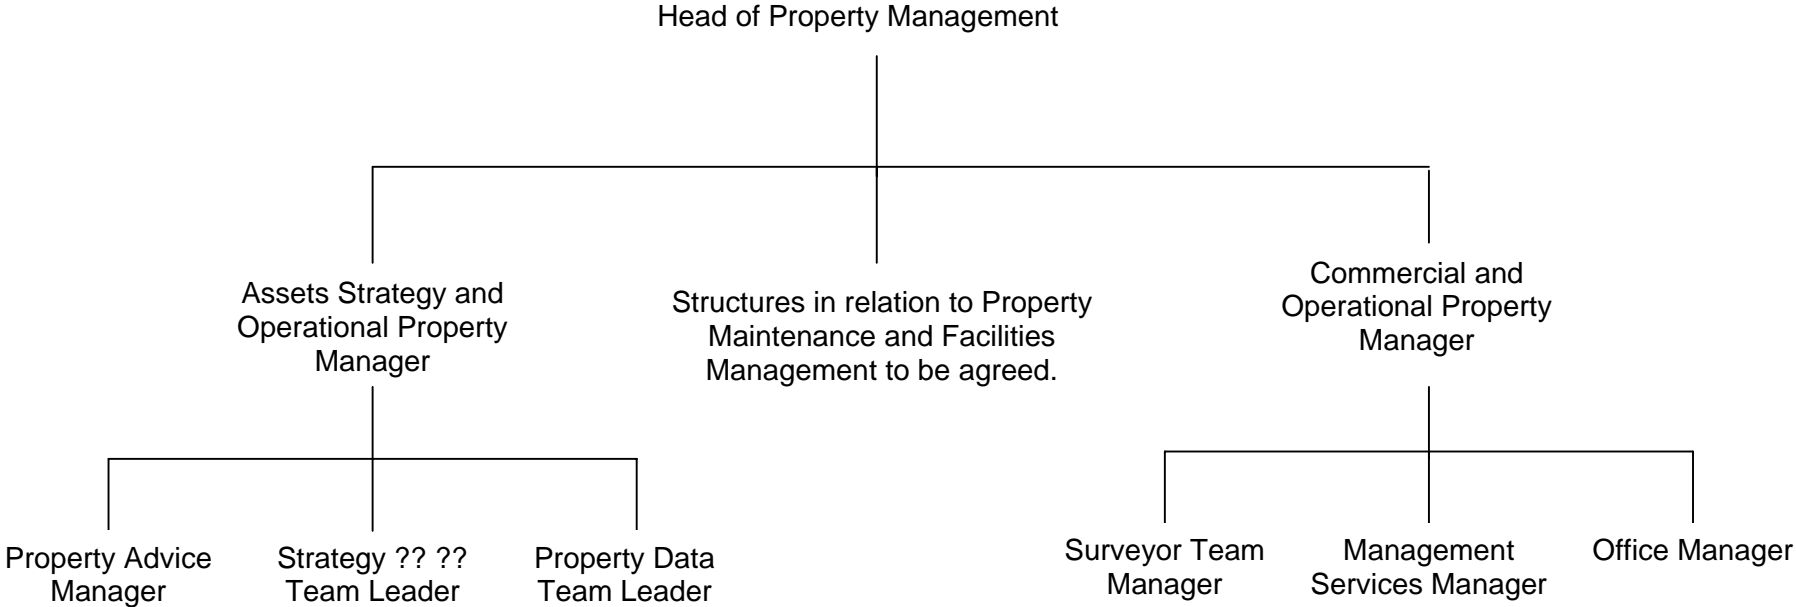 Head of Property Management
Assets Strategy and
Operational Property
Manager
Structures in relation to Property
Maintenance and Facilities
Management to be agreed.
Commercial and
Operational Property
Manager
Property Advice
Manager
Strategy ?? ??
Team Leader
Property Data
Team Leader
Surveyor Team
Manager
Management
Services Manager
Office Manager